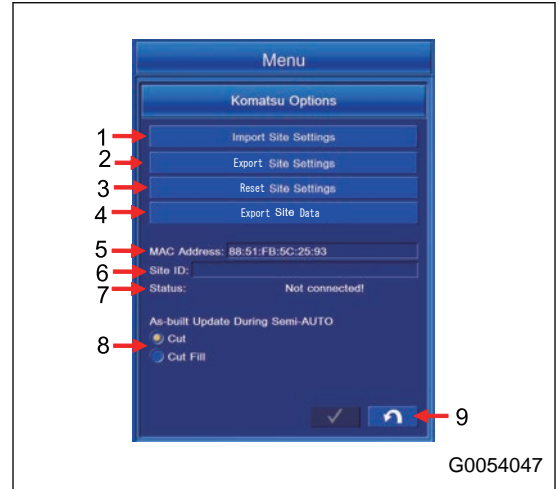 Menu
Komatsu Options
1 Import Site Settings
2 Export Site Settings
3 Reset Site Settings
4 Export Site Data
5 MAC Address: 88:51:FB:5C:25:93
6 Site ID:
7 Status: Not connected!
As-built Update During Semi-AUTO
8 Cut
Cut Fill
9
G0054047